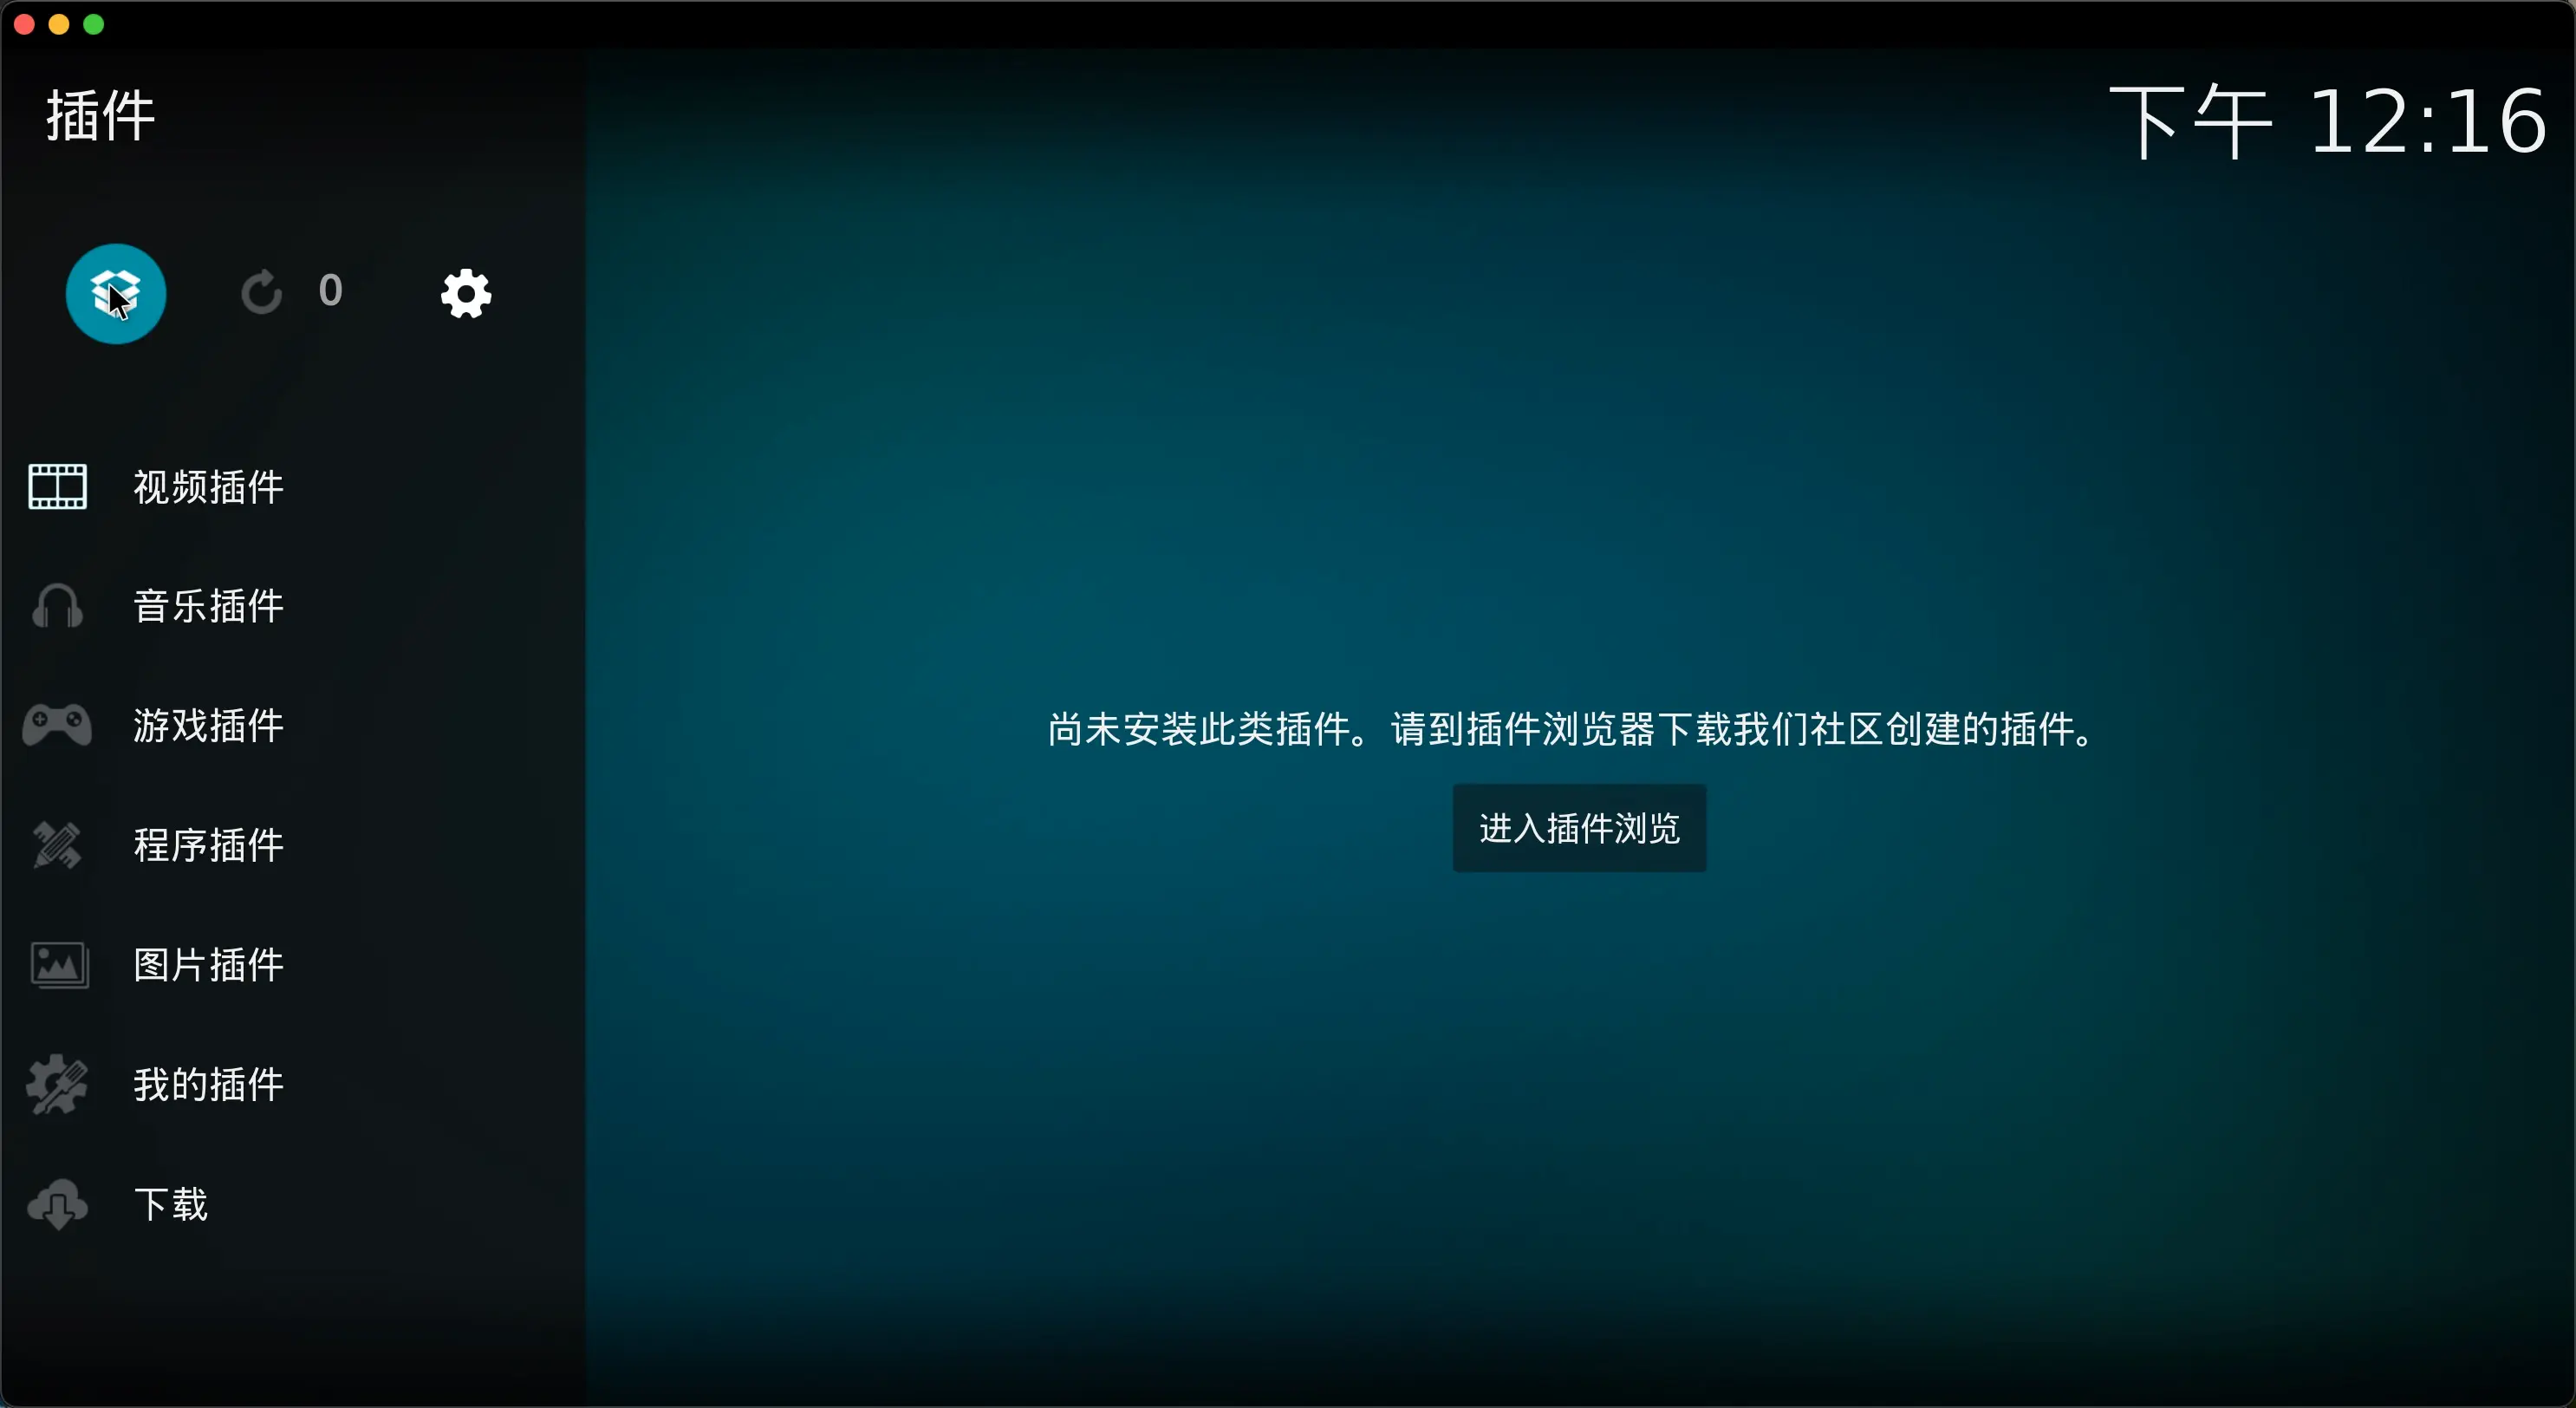 插件
下午 12:16
0
视频插件
音乐插件
游戏插件
程序插件
图片插件
我的插件
下载
尚未安装此类插件。请到插件浏览器下载我们社区创建的插件。
进入插件浏览